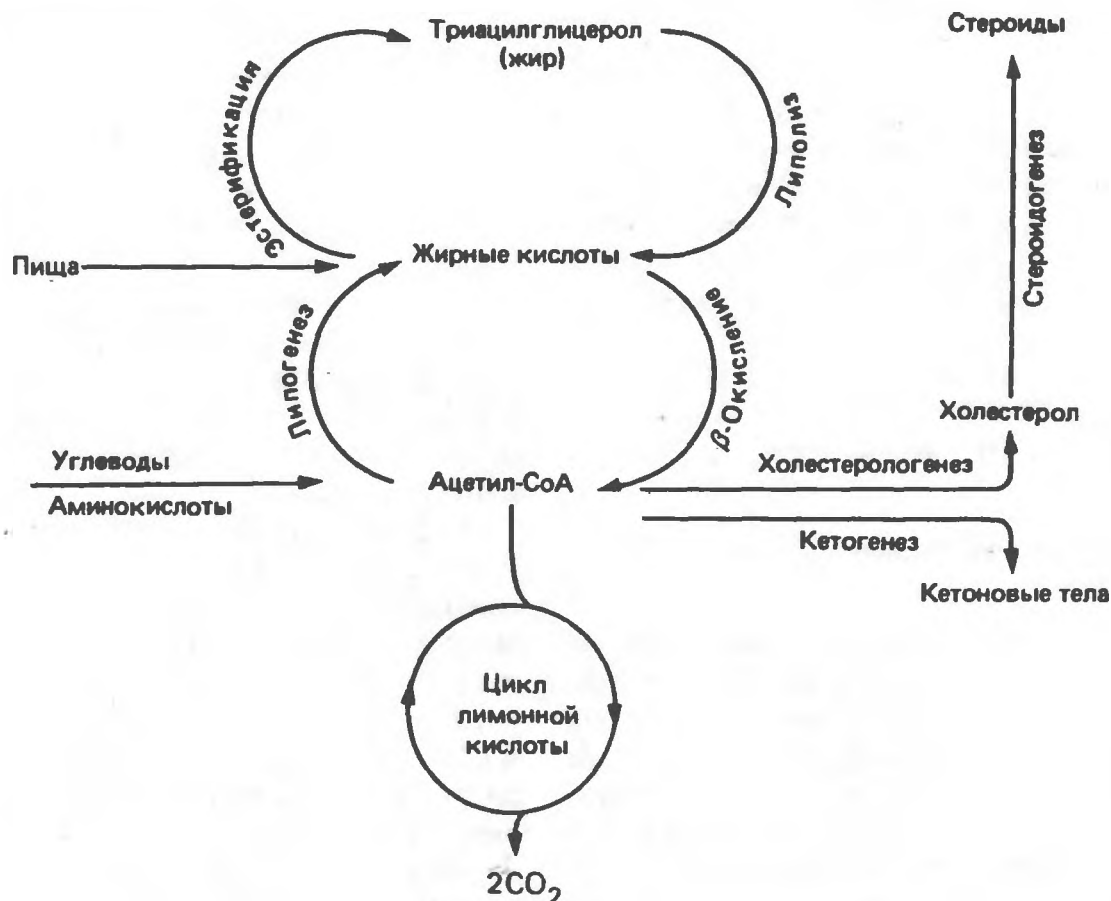 Триацилглицерол
(жир)
Стероиды
Эстерификация
Липолиз
Стероидогенез
Пища
Жирные кислоты
Липогенез
β-Окисление
Холестерол
Углеводы
Аминокислоты
Ацетил-СоА
Холестерологенез
Кетогенез
Кетоновые тела
Цикл
лимонной
кислоты
2CO₂